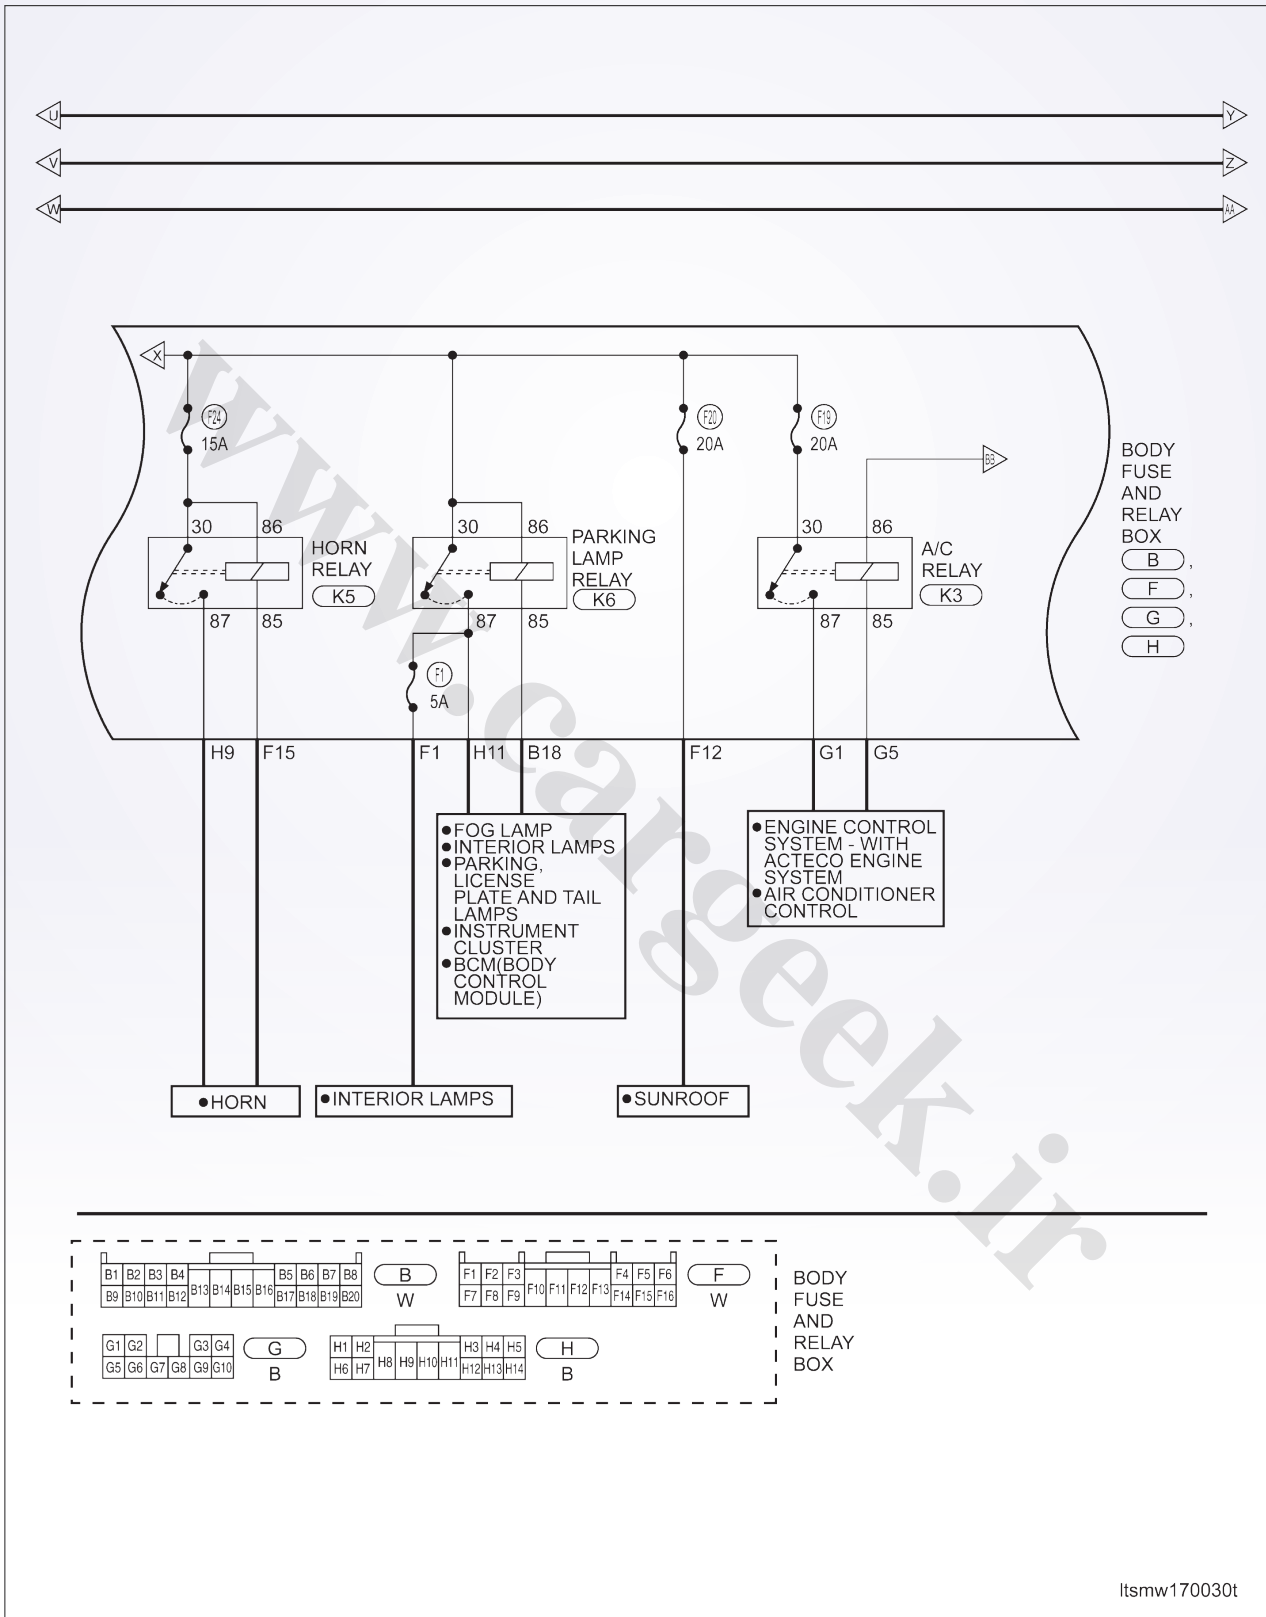 U
Y
V
Z
W
AA
X
F24
15A
F20
20A
F19
20A
BB
BODY
FUSE
AND
RELAY
BOX
B ,
F ,
G ,
H
30
86
HORN
RELAY
K5
87
85
30
86
PARKING
LAMP
RELAY
K6
87
85
30
86
A/C
RELAY
K3
87
85
F1
5A
H9
F15
F1
H11
B18
F12
G1
G5
●FOG LAMP
●INTERIOR LAMPS
●PARKING,
LICENSE
PLATE AND TAIL
LAMPS
●INSTRUMENT
CLUSTER
●BCM(BODY
CONTROL
MODULE)
●ENGINE CONTROL
SYSTEM - WITH
ACTECO ENGINE
SYSTEM
●AIR CONDITIONER
CONTROL
●HORN
●INTERIOR LAMPS
●SUNROOF
www.cargeek.ir
B1 B2 B3 B4 B5 B6 B7 B8
B13 B14 B15 B16
B9 B10 B11 B12 B17 B18 B19 B20
B
W
F1 F2 F3 F4 F5 F6
F10 F11 F12 F13
F7 F8 F9 F14 F15 F16
F
W
G1 G2 G3 G4
G5 G6 G7 G8 G9 G10
G
B
H1 H2 H3 H4 H5
H8 H9 H10 H11
H6 H7 H12 H13 H14
H
B
BODY
FUSE
AND
RELAY
BOX
ltsmw170030t